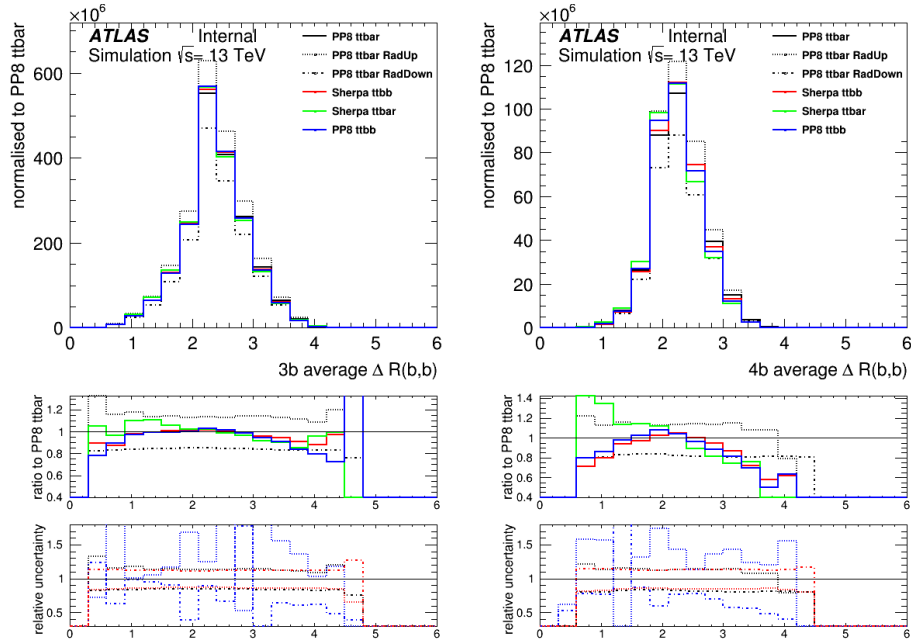 ×10⁶
ATLAS Internal
Simulation √s= 13 TeV
PP8 ttbar
PP8 ttbar RadUp
PP8 ttbar RadDown
Sherpa ttbb
Sherpa ttbar
PP8 ttbb
normalised to PP8 ttbar
600
400
200
0
0 1 2 3 4 5 6
3b average Δ R(b,b)
ratio to PP8 ttbar
1.2
1
0.8
0.6
0.4
0 1 2 3 4 5 6
relative uncertainty
1.5
1
0.5
0 1 2 3 4 5 6
×10⁶
ATLAS Internal
Simulation √s= 13 TeV
PP8 ttbar
PP8 ttbar RadUp
PP8 ttbar RadDown
Sherpa ttbb
Sherpa ttbar
PP8 ttbb
normalised to PP8 ttbar
120
100
80
60
40
20
0
0 1 2 3 4 5 6
4b average Δ R(b,b)
ratio to PP8 ttbar
1.4
1.2
1
0.8
0.6
0.4
0 1 2 3 4 5 6
relative uncertainty
1.5
1
0.5
0 1 2 3 4 5 6